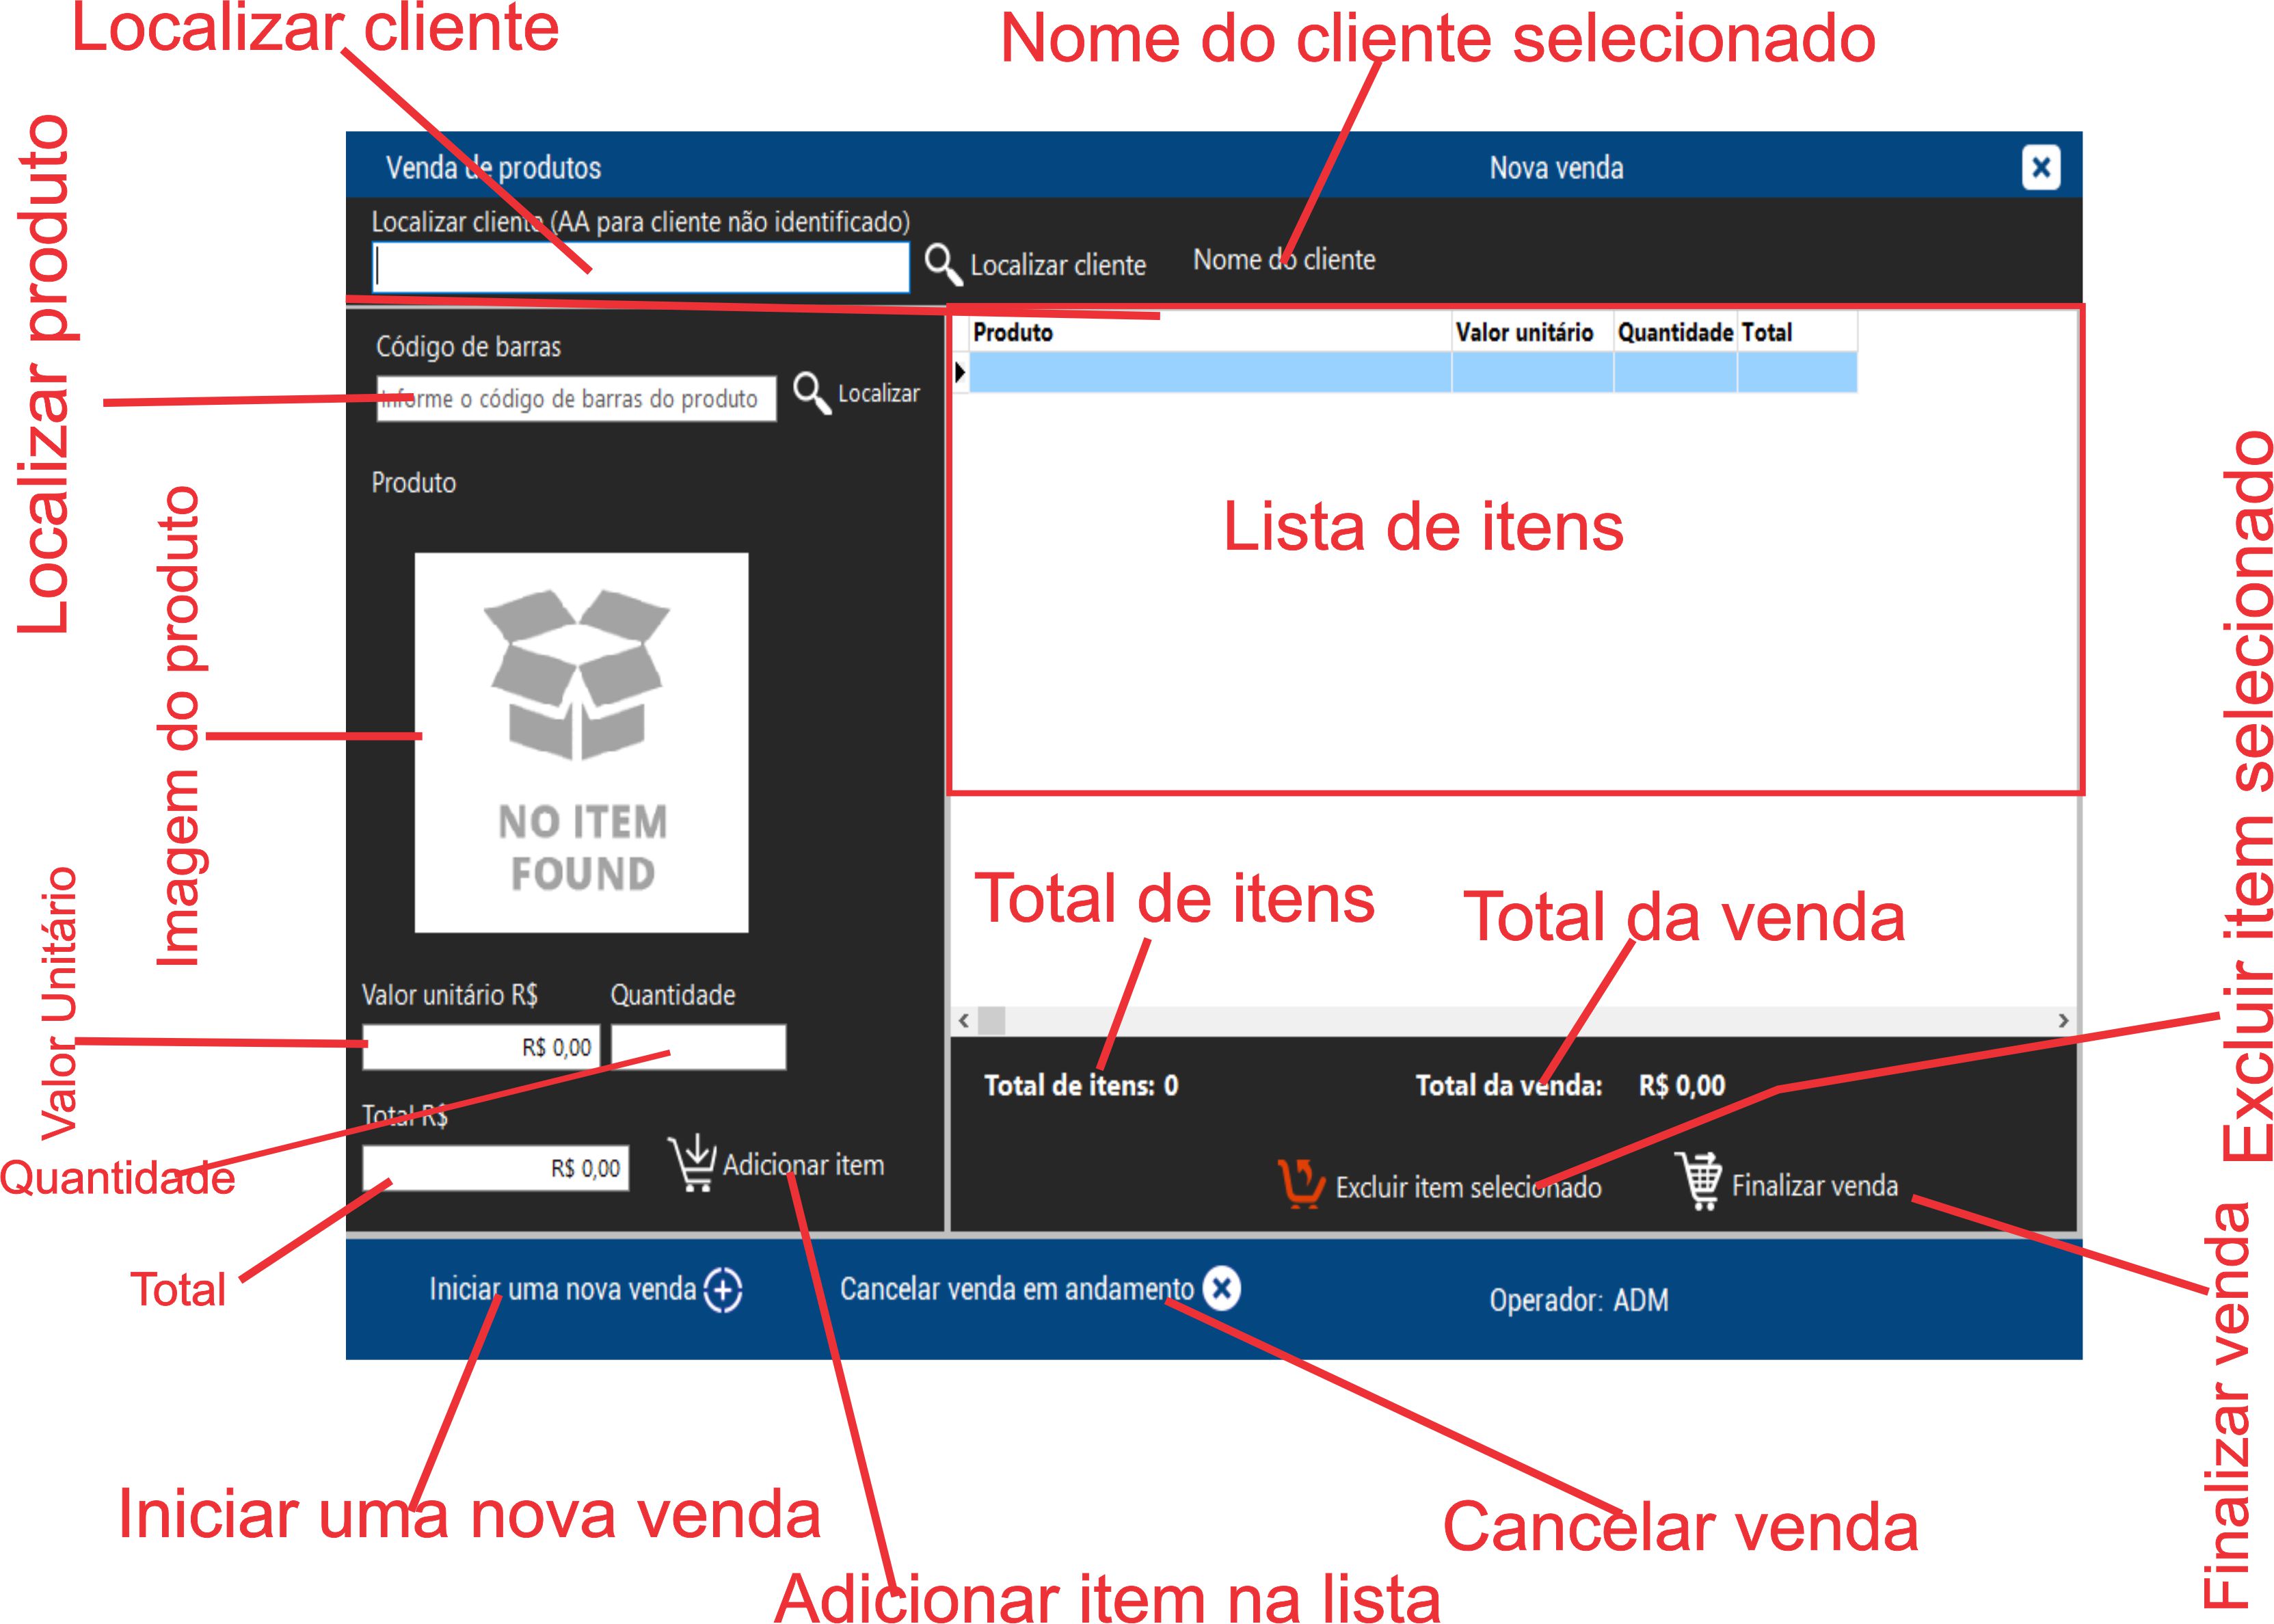 Localizar cliente
Nome do cliente selecionado
Localizar produto
Imagem do produto
Valor Unitário
Quantidade
Total
Venda de produtos
Nova venda
Localizar cliente (AA para cliente não identificado)
Localizar cliente
Nome do cliente
Código de barras
Informe o código de barras do produto
Localizar
Produto
NO ITEM
FOUND
Valor unitário R$
Quantidade
R$ 0,00
Total R$
R$ 0,00
Adicionar item
Produto
Valor unitário
Quantidade
Total
Lista de itens
Total de itens
Total da venda
Total de itens: 0
Total da venda:
R$ 0,00
Excluir item selecionado
Finalizar venda
Iniciar uma nova venda
Cancelar venda em andamento
Operador: ADM
Excluir item selecionado
Finalizar venda
Iniciar uma nova venda
Cancelar venda
Adicionar item na lista